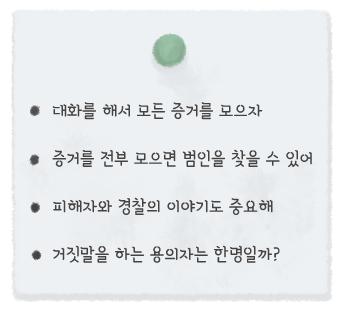 대화를 해서 모든 증거를 모으자
증거를 전부 모으면 범인을 찾을 수 있어
피해자와 경찰의 이야기도 중요해
거짓말을 하는 용의자는 한명일까?